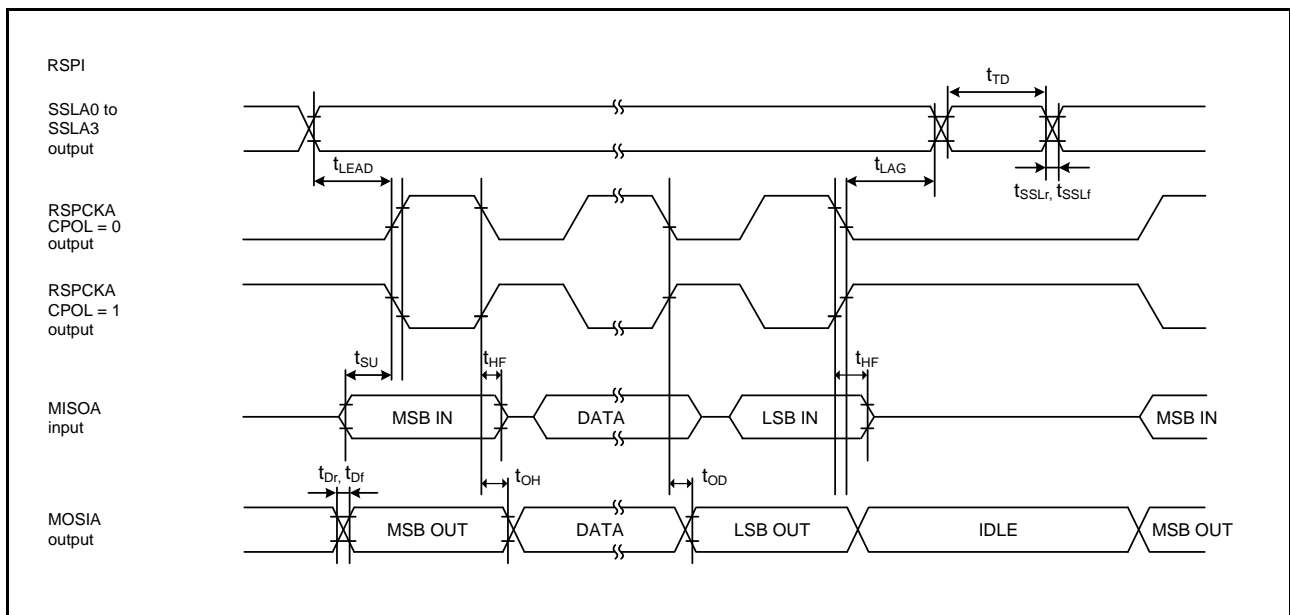 RSPI
SSLA0 to
SSLA3
output
tTD
tLEAD
tLAG
tSSLr, tSSLf
RSPCKA
CPOL = 0
output
RSPCKA
CPOL = 1
output
tSU
tHF
tHF
MISOA
input
MSB IN
DATA
LSB IN
MSB IN
tDr, tDf
tOH
tOD
MOSIA
output
MSB OUT
DATA
LSB OUT
IDLE
MSB OUT